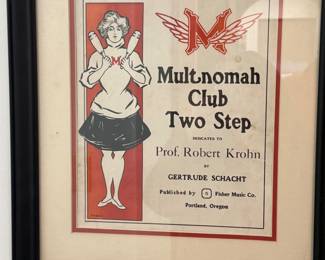 M
M
Multnomah
Club
Two Step
DEDICATED TO
Prof. Robert Krohn
BY
GERTRUDE SCHACHT
Published by Fisher Music Co.
Portland, Oregon